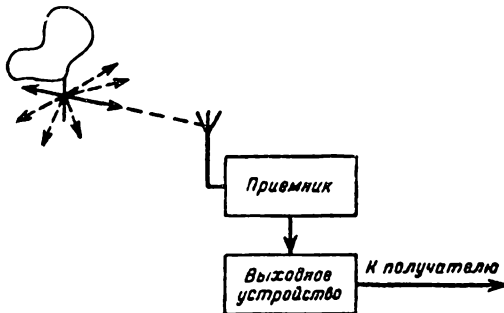 Приемник
Выходное
устройство
К получателю